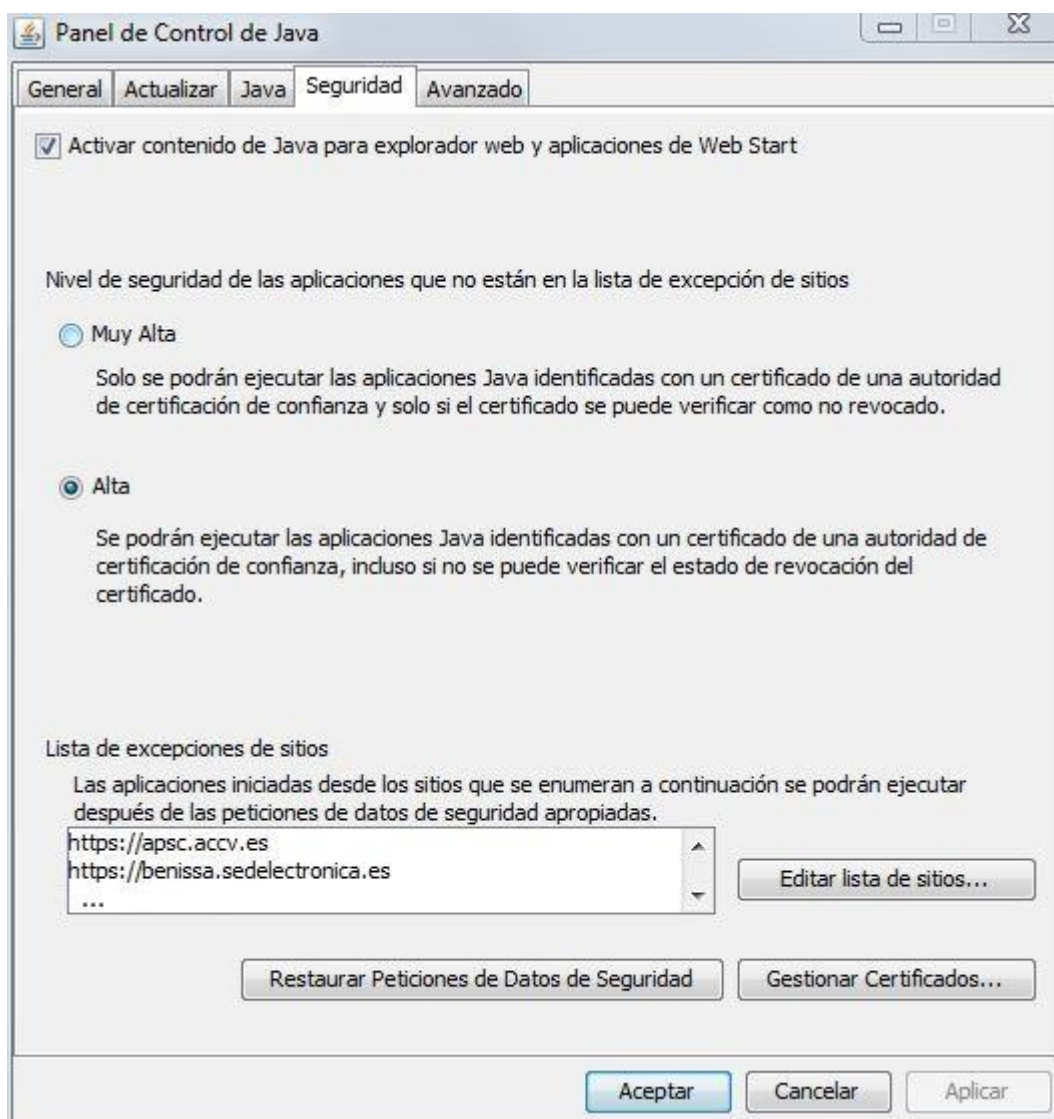 Panel de Control de Java
General Actualizar Java Seguridad Avanzado
Activar contenido de Java para explorador web y aplicaciones de Web Start
Nivel de seguridad de las aplicaciones que no están en la lista de excepción de sitios
Muy Alta
Solo se podrán ejecutar las aplicaciones Java identificadas con un certificado de una autoridad
de certificación de confianza y solo si el certificado se puede verificar como no revocado.
Alta
Se podrán ejecutar las aplicaciones Java identificadas con un certificado de una autoridad de
certificación de confianza, incluso si no se puede verificar el estado de revocación del
certificado.
Lista de excepciones de sitios
Las aplicaciones iniciadas desde los sitios que se enumeran a continuación se podrán ejecutar
después de las peticiones de datos de seguridad apropiadas.
https://apsc.accv.es
https://benissa.sedelectronica.es
...
Editar lista de sitios...
Restaurar Peticiones de Datos de Seguridad Gestionar Certificados...
Aceptar Cancelar Aplicar